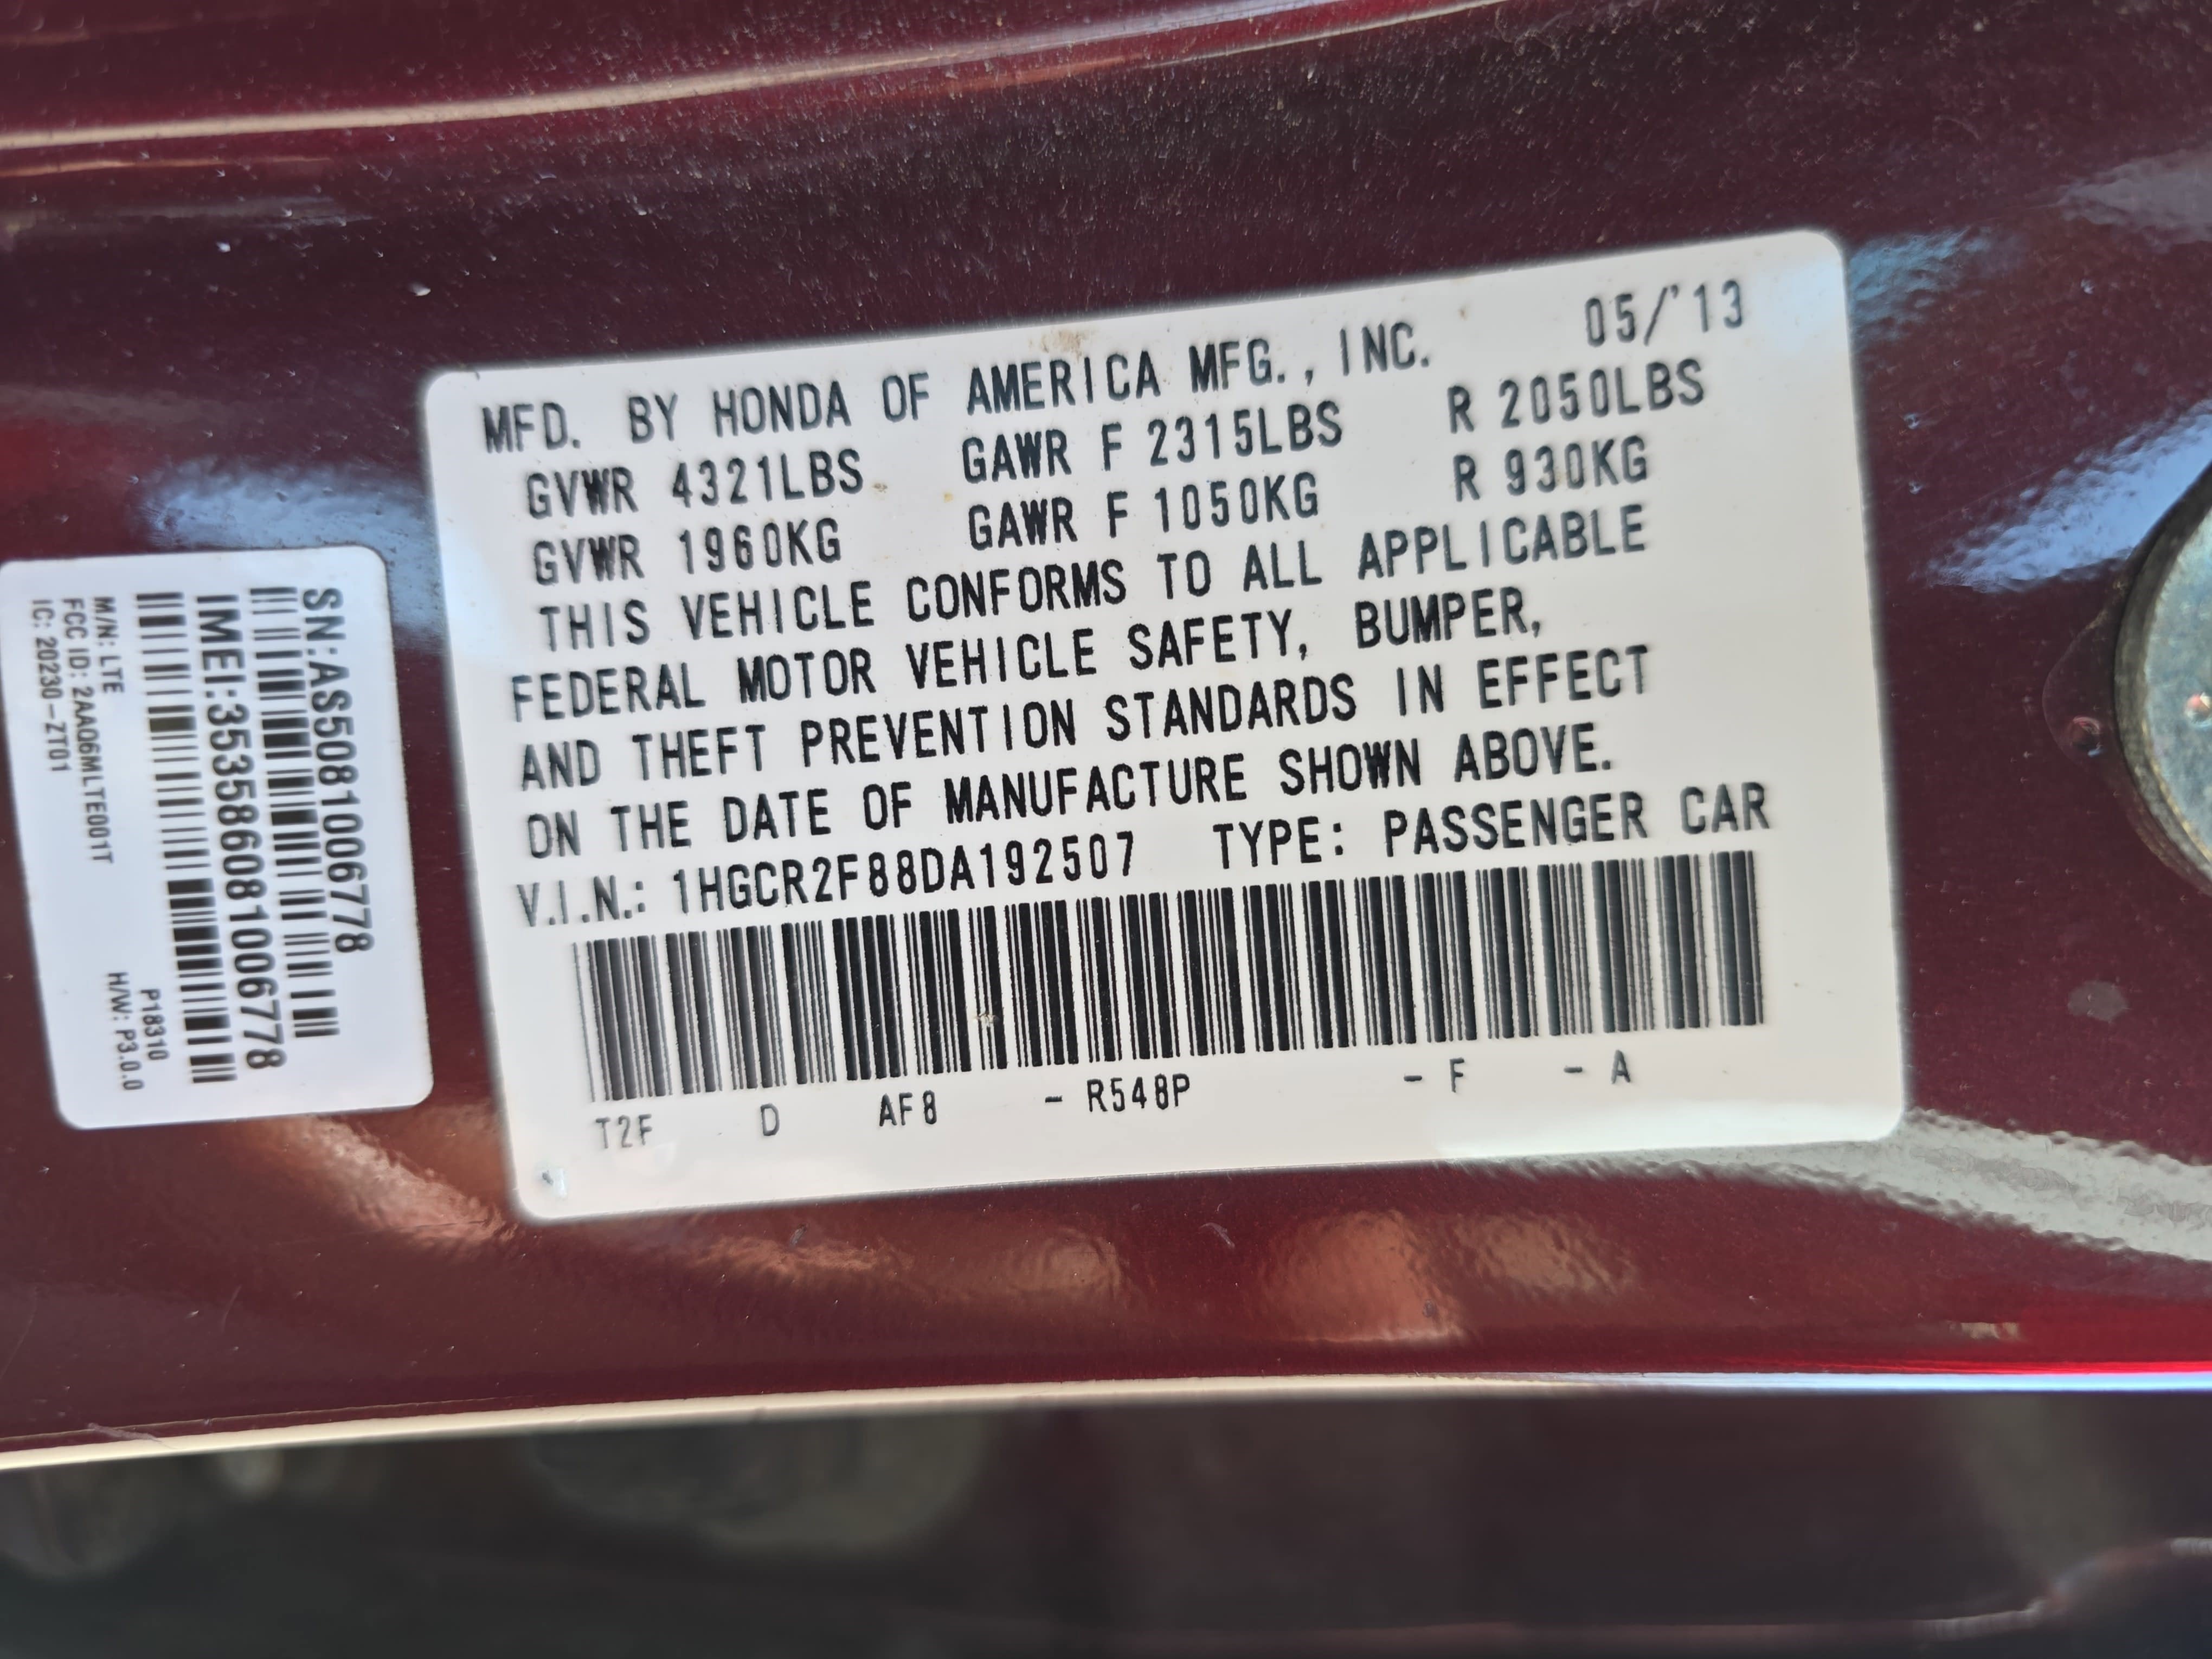 MFD. BY HONDA OF AMERICA MFG., INC. 05/'13
GVWR 4321LBS GAWR F 2315LBS R 2050LBS
GVWR 1960KG GAWR F 1050KG R 930KG
THIS VEHICLE CONFORMS TO ALL APPLICABLE
FEDERAL MOTOR VEHICLE SAFETY, BUMPER,
AND THEFT PREVENTION STANDARDS IN EFFECT
ON THE DATE OF MANUFACTURE SHOWN ABOVE.
V.I.N.: 1HGCR2F88DA192507 TYPE: PASSENGER CAR
T2F D AF8 - R548P - F - A
SN:AS5081006778
IMEI:353586081006778
P18310
M/N: LTE H/W: P3.0.0
FCC ID: 2AAO6MLTE001T
IC: 20230-ZT01